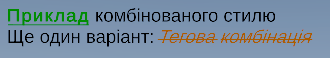 Приклад комбінованого стилю
Ще один варіант: Тегова комбінація